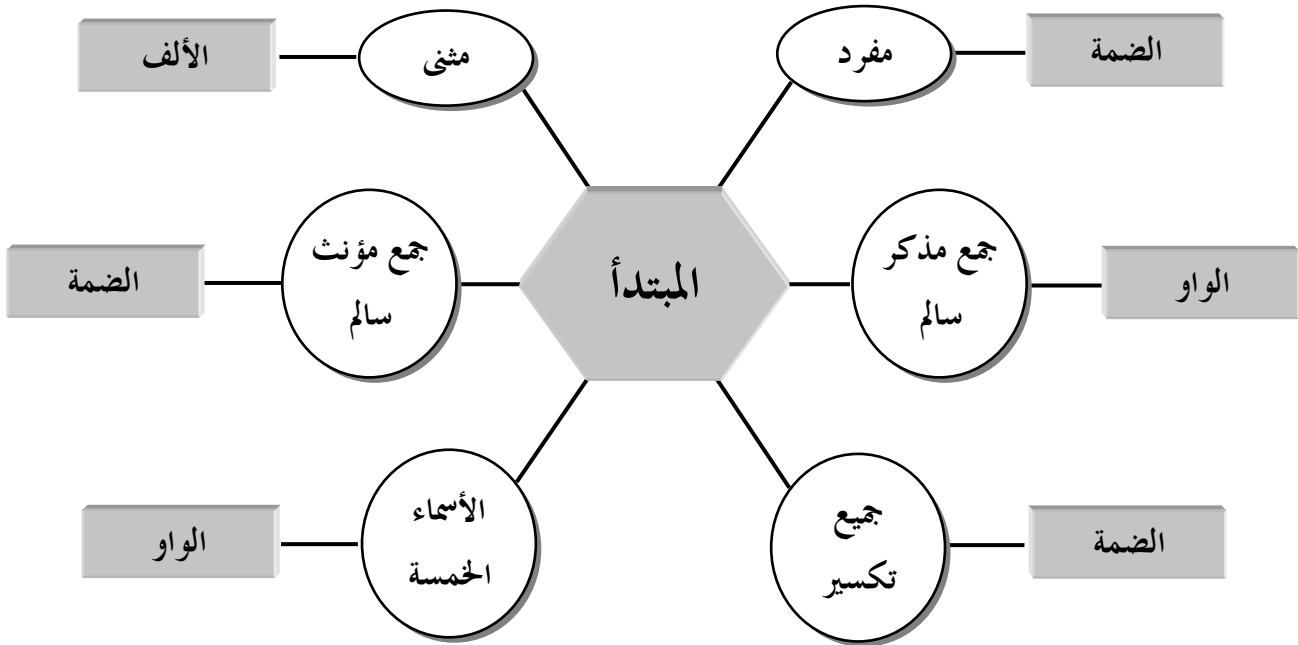 الضمة
مفرد
مثنى
الألف
الواو
جمع مذكر
سالم
المبتدأ
جمع مؤنث
سالم
الضمة
الضمة
جميع
تكسير
الأسماء
الخمسة
الواو